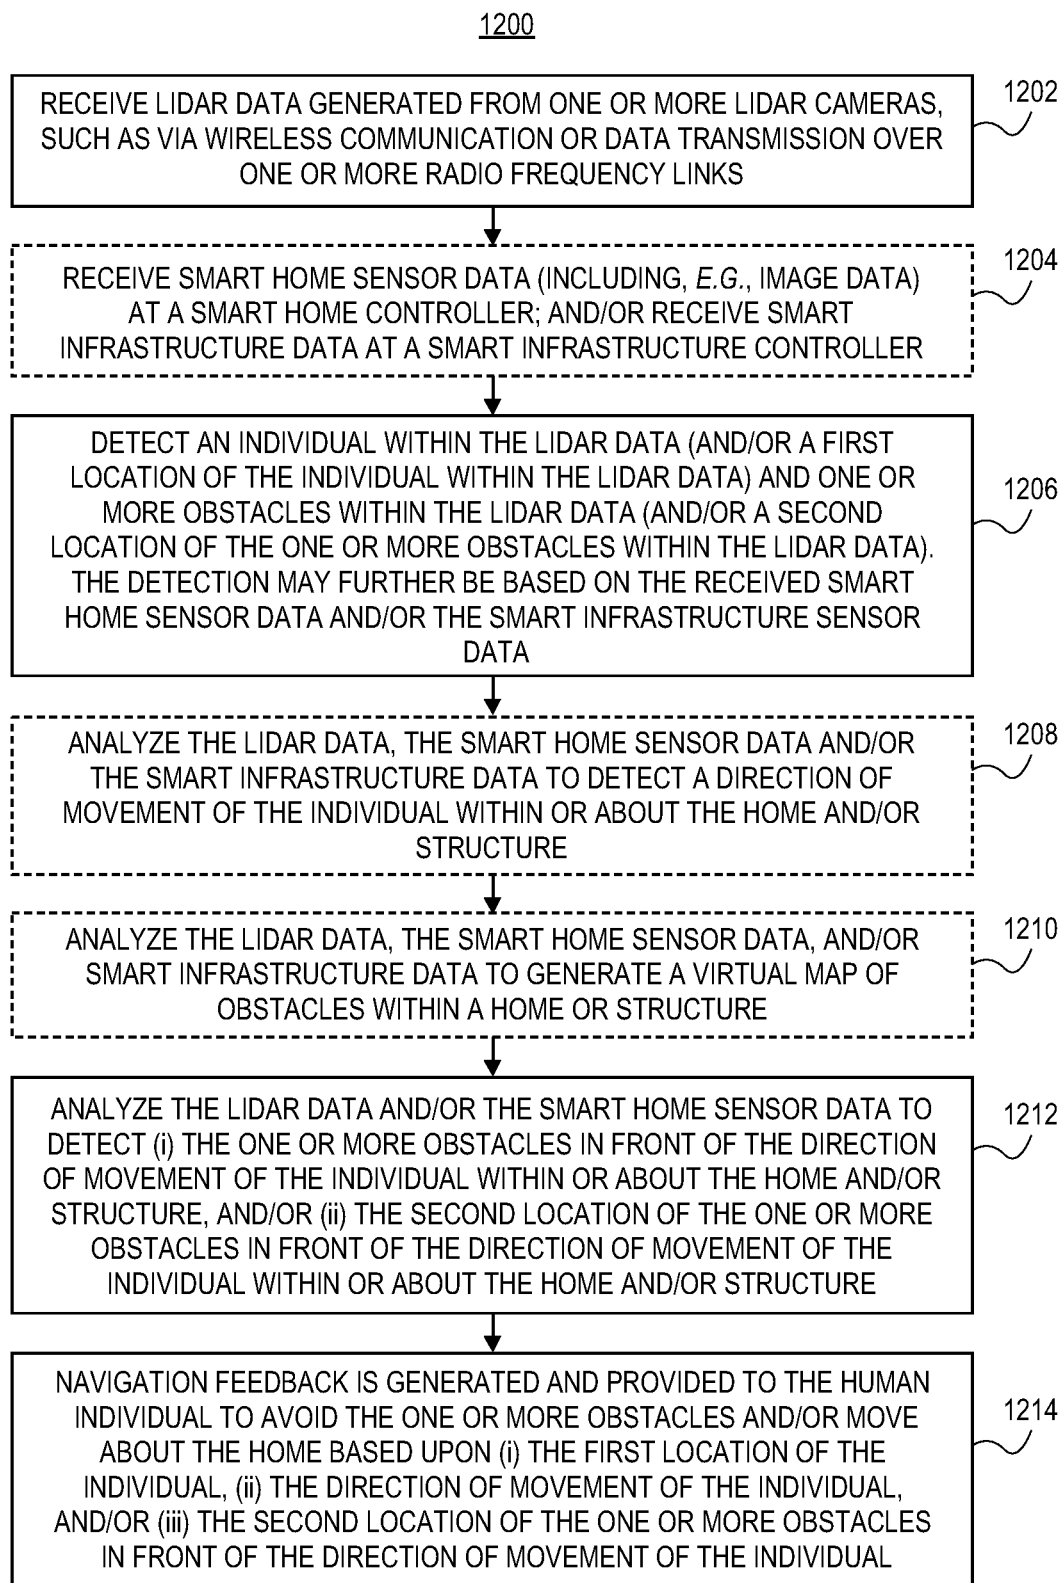 1200
RECEIVE LIDAR DATA GENERATED FROM ONE OR MORE LIDAR CAMERAS,
SUCH AS VIA WIRELESS COMMUNICATION OR DATA TRANSMISSION OVER
ONE OR MORE RADIO FREQUENCY LINKS
1202
RECEIVE SMART HOME SENSOR DATA (INCLUDING, E.G., IMAGE DATA)
AT A SMART HOME CONTROLLER; AND/OR RECEIVE SMART
INFRASTRUCTURE DATA AT A SMART INFRASTRUCTURE CONTROLLER
1204
DETECT AN INDIVIDUAL WITHIN THE LIDAR DATA (AND/OR A FIRST
LOCATION OF THE INDIVIDUAL WITHIN THE LIDAR DATA) AND ONE OR
MORE OBSTACLES WITHIN THE LIDAR DATA (AND/OR A SECOND
LOCATION OF THE ONE OR MORE OBSTACLES WITHIN THE LIDAR DATA).
THE DETECTION MAY FURTHER BE BASED ON THE RECEIVED SMART
HOME SENSOR DATA AND/OR THE SMART INFRASTRUCTURE SENSOR
DATA
1206
ANALYZE THE LIDAR DATA, THE SMART HOME SENSOR DATA AND/OR
THE SMART INFRASTRUCTURE DATA TO DETECT A DIRECTION OF
MOVEMENT OF THE INDIVIDUAL WITHIN OR ABOUT THE HOME AND/OR
STRUCTURE
1208
ANALYZE THE LIDAR DATA, THE SMART HOME SENSOR DATA, AND/OR
SMART INFRASTRUCTURE DATA TO GENERATE A VIRTUAL MAP OF
OBSTACLES WITHIN A HOME OR STRUCTURE
1210
ANALYZE THE LIDAR DATA AND/OR THE SMART HOME SENSOR DATA TO
DETECT (i) THE ONE OR MORE OBSTACLES IN FRONT OF THE DIRECTION
OF MOVEMENT OF THE INDIVIDUAL WITHIN OR ABOUT THE HOME AND/OR
STRUCTURE, AND/OR (ii) THE SECOND LOCATION OF THE ONE OR MORE
OBSTACLES IN FRONT OF THE DIRECTION OF MOVEMENT OF THE
INDIVIDUAL WITHIN OR ABOUT THE HOME AND/OR STRUCTURE
1212
NAVIGATION FEEDBACK IS GENERATED AND PROVIDED TO THE HUMAN
INDIVIDUAL TO AVOID THE ONE OR MORE OBSTACLES AND/OR MOVE
ABOUT THE HOME BASED UPON (i) THE FIRST LOCATION OF THE
INDIVIDUAL, (ii) THE DIRECTION OF MOVEMENT OF THE INDIVIDUAL,
AND/OR (iii) THE SECOND LOCATION OF THE ONE OR MORE OBSTACLES
IN FRONT OF THE DIRECTION OF MOVEMENT OF THE INDIVIDUAL
1214